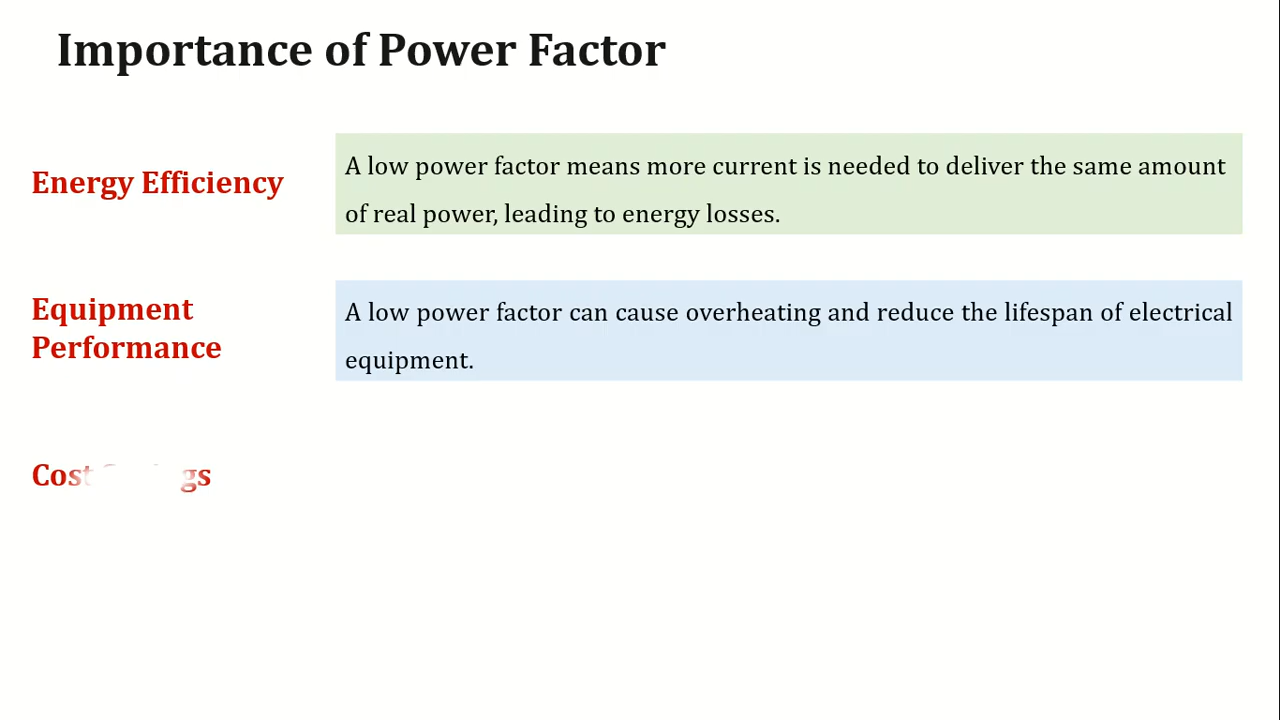 Importance of Power Factor
Energy Efficiency
A low power factor means more current is needed to deliver the same amount
of real power, leading to energy losses.
Equipment
Performance
A low power factor can cause overheating and reduce the lifespan of electrical
equipment.
Cost